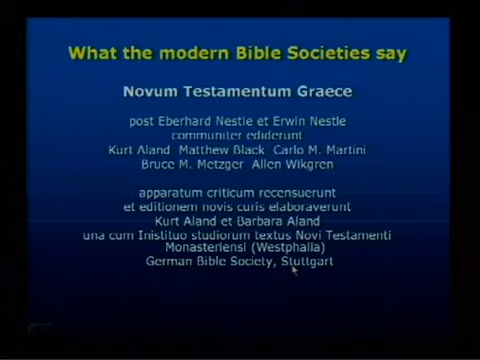 What the modern Bible Societies say
Novum Testamentum Graece
post Eberhard Nestle et Erwin Nestle
communiter ediderunt
Kurt Aland Matthew Black Carlo M. Martini
Bruce M. Metzger Allen Wikgren
apparatum criticum recensuerunt
et editionem novis curis elaboraverunt
Kurt Aland et Barbara Aland
una cum Inistituo studiorum textus Novi Testamenti
Monasteriensi (Westphalia)
German Bible Society, Stuttgart